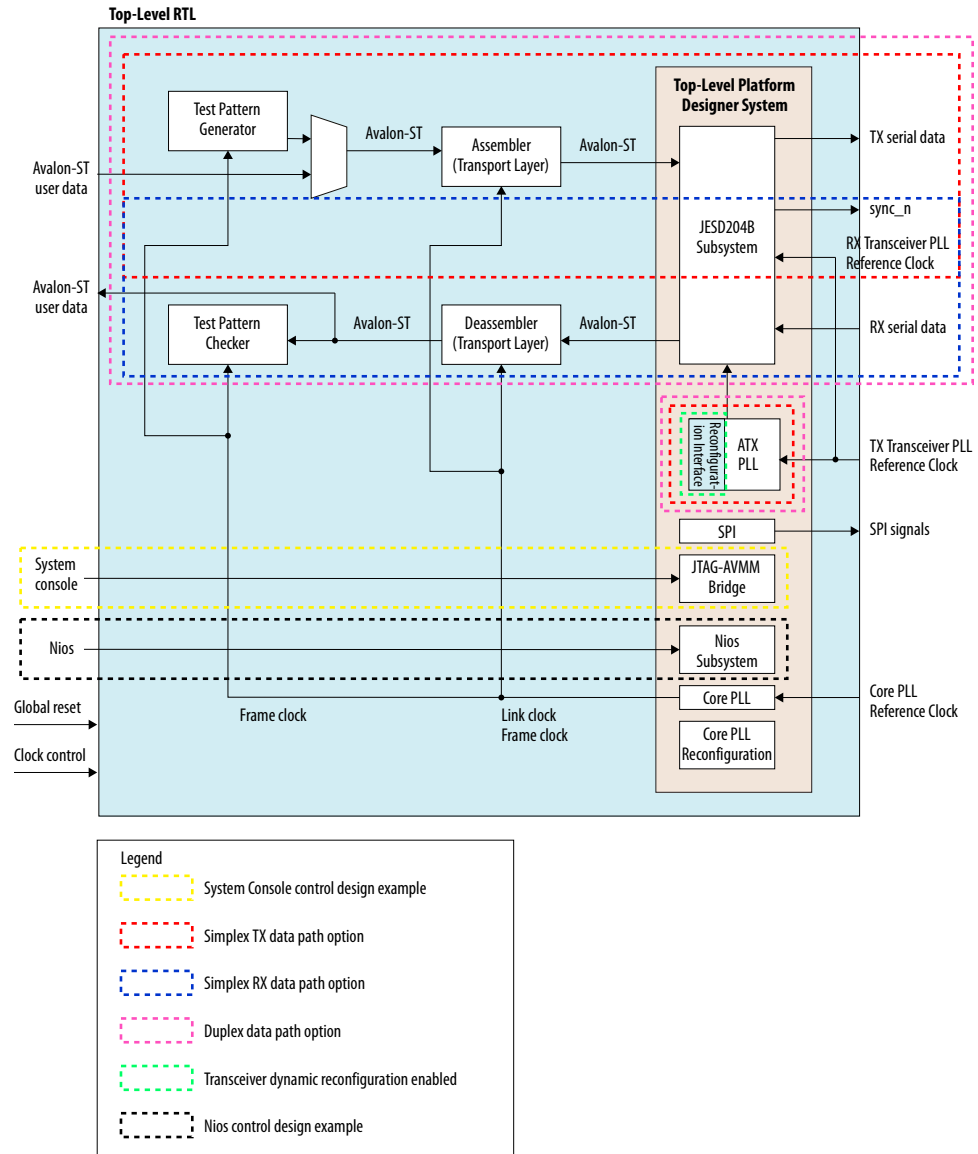 Top-Level RTL
Top-Level Platform
Designer System
Test Pattern
Generator
Avalon-ST
Assembler
(Transport Layer)
Avalon-ST
TX serial data
Avalon-ST
user data
JESD204B
Subsystem
sync_n
RX Transceiver PLL
Reference Clock
Avalon-ST
user data
Test Pattern
Checker
Avalon-ST
Deassembler
(Transport Layer)
Avalon-ST
RX serial data
Reconfigurat-
ion Interface
ATX
PLL
TX Transceiver PLL
Reference Clock
SPI
SPI signals
System
console
JTAG-AVMM
Bridge
Nios
Nios
Subsystem
Global reset
Frame clock
Link clock
Frame clock
Core PLL
Core PLL
Reference Clock
Clock control
Core PLL
Reconfiguration
Legend
System Console control design example
Simplex TX data path option
Simplex RX data path option
Duplex data path option
Transceiver dynamic reconfiguration enabled
Nios control design example